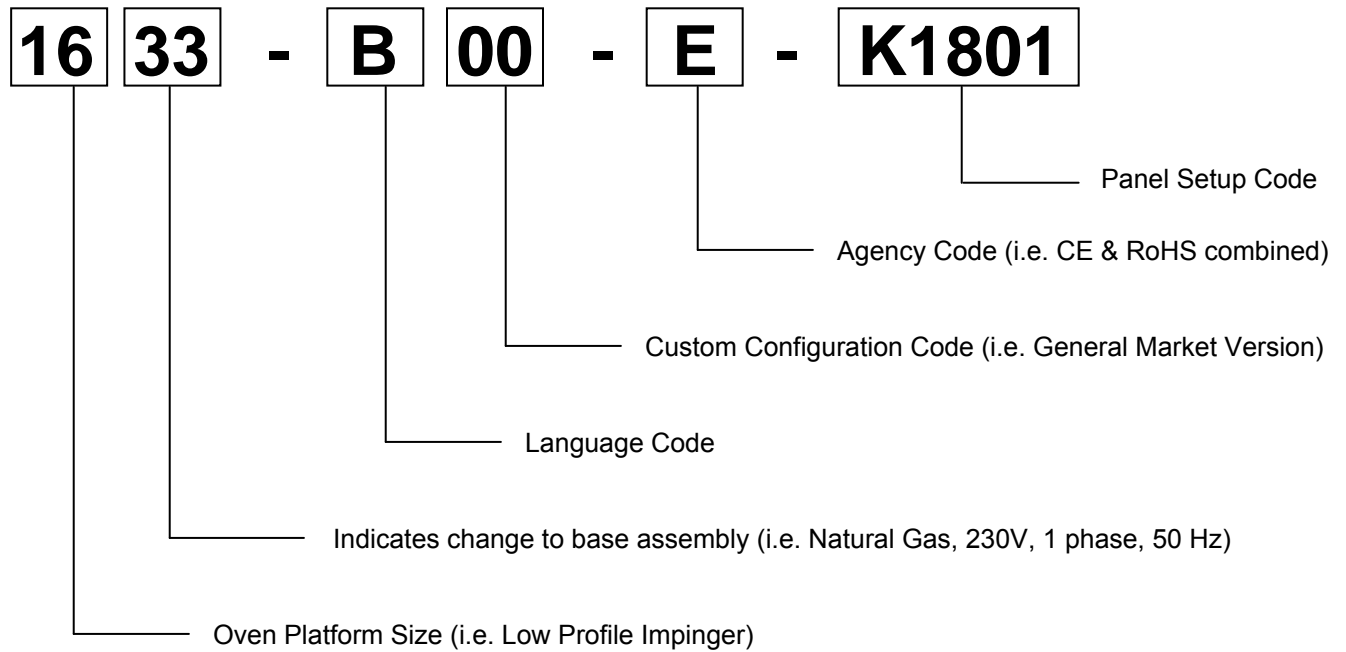 16 33 - B 00 - E - K1801
Panel Setup Code
Agency Code (i.e. CE & RoHS combined)
Custom Configuration Code (i.e. General Market Version)
Language Code
Indicates change to base assembly (i.e. Natural Gas, 230V, 1 phase, 50 Hz)
Oven Platform Size (i.e. Low Profile Impinger)